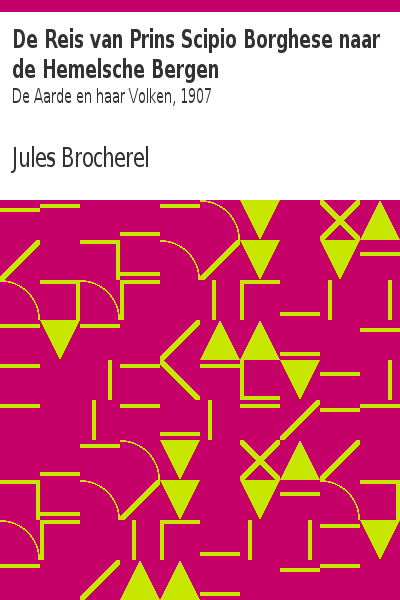 De Reis van Prins Scipio Borghese naar
de Hemelsche Bergen
De Aarde en haar Volken, 1907
Jules Brocherel